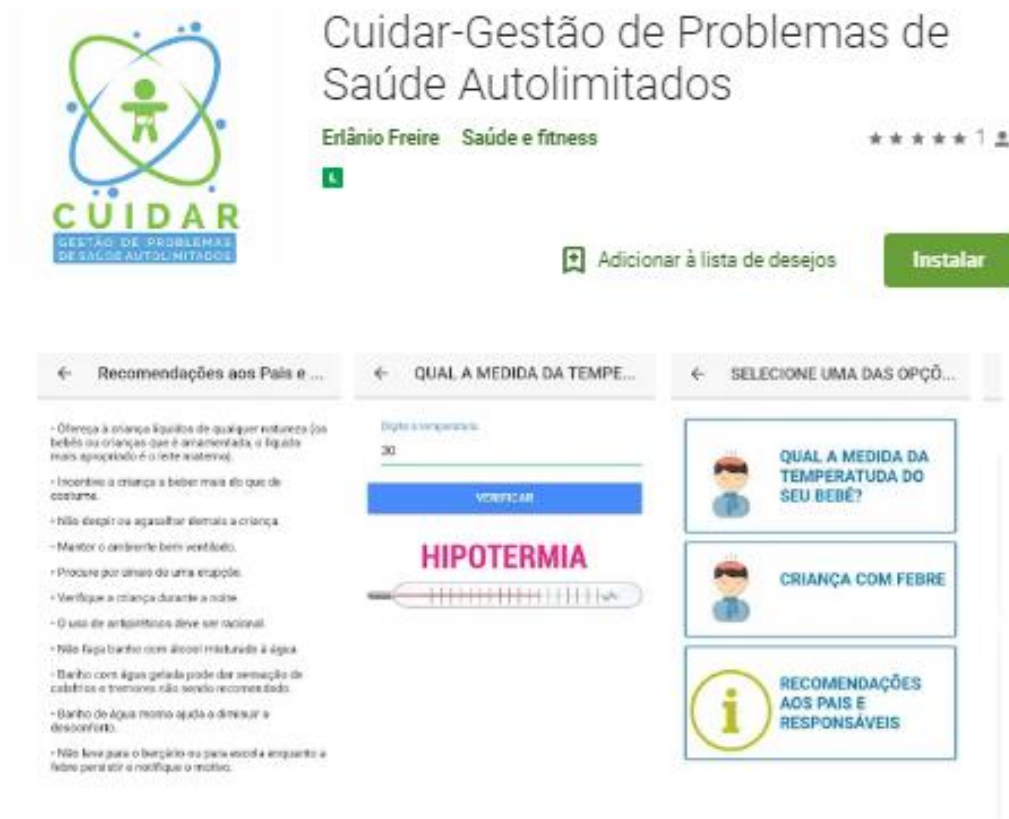 Cuidar-Gestão de Problemas de
Saúde Autolimitados
Erlânio Freire Saúde e fitness
1
L
CUIDAR
GESTÃO DE PROBLEMAS
DE SAÚDE AUTOLIMITADOS
Adicionar à lista de desejos
Instalar
Recomendações aos Pais e ...
- Ofereça à criança líquidos de qualquer natureza (os
bebês ou crianças que é amamentada, o líquido
mais apropriado é o leite materno).
- Incentive a criança a beber mais do que de
costume.
- Não despir ou agasalhar demais a criança.
- Manter o ambiente bem ventilado.
- Procure por sinais de uma erupção.
- Verifique a criança durante a noite.
- O uso de antipiréticos deve ser racional.
- Não faça banho com álcool misturado à água.
- Banho com água gelada pode dar sensação de
calafrios e tremores não sendo recomendado.
- Banho de água morna ajuda a diminuir o
desconforto.
- Não leve para o berçário ou para escola enquanto a
febre persistir e notifique o motivo.
QUAL A MEDIDA DA TEMPE...
Digite a temperatura
30
VERIFICAR
HIPOTERMIA
SELECIONE UMA DAS OPÇÕ...
QUAL A MEDIDA DA
TEMPERATUDA DO
SEU BEBÊ?
CRIANÇA COM FEBRE
RECOMENDAÇÕES
AOS PAIS E
RESPONSÁVEIS